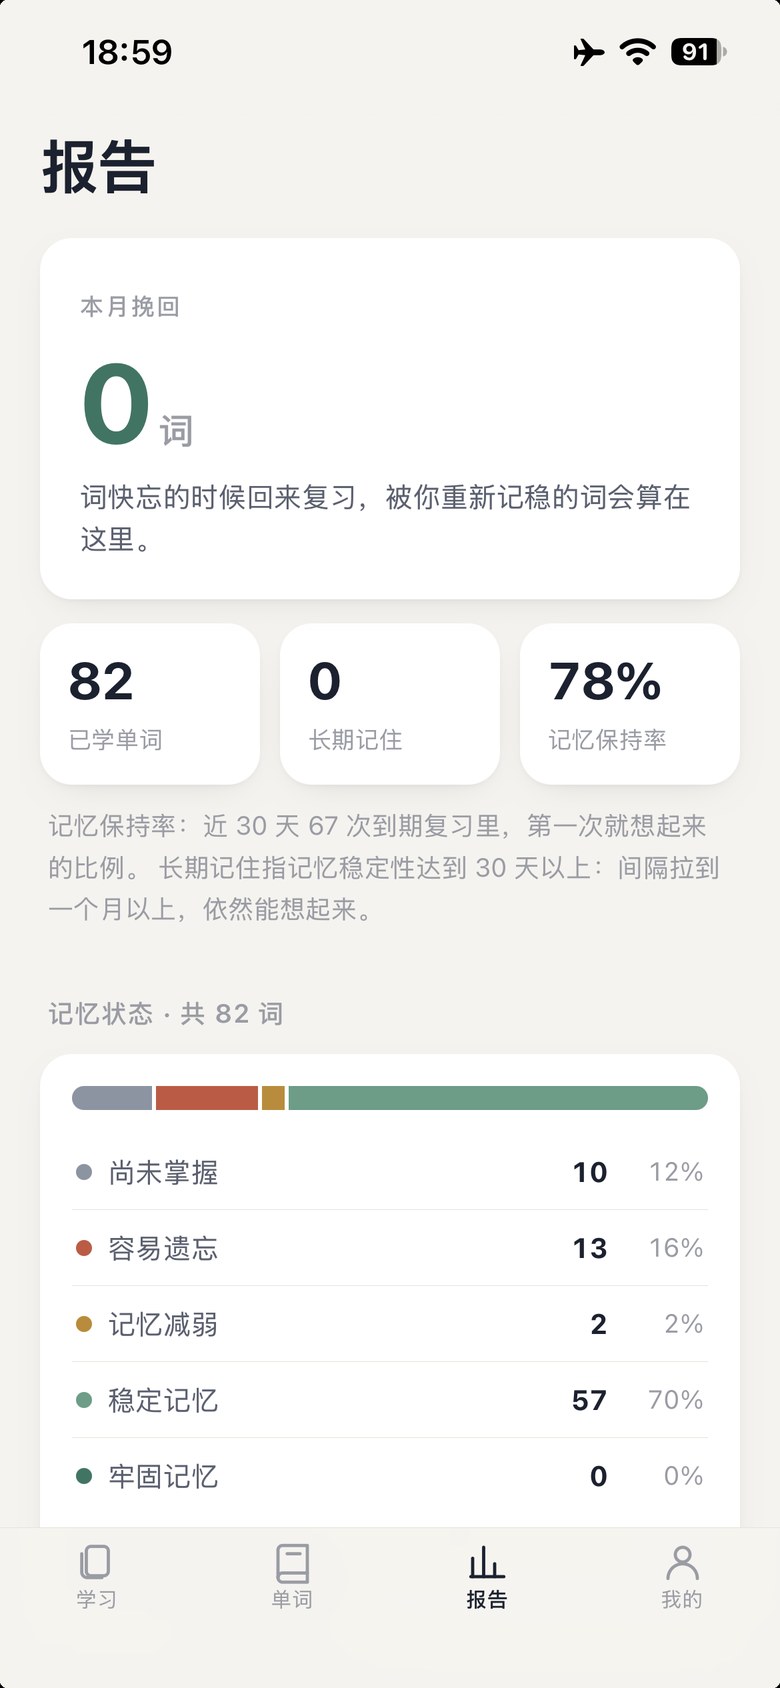 18:59
91
报告
本月挽回
0 词
词快忘的时候回来复习，被你重新记稳的词会算在
这里。
82
已学单词
0
长期记住
78%
记忆保持率
记忆保持率：近 30 天 67 次到期复习里，第一次就想起来
的比例。 长期记住指记忆稳定性达到 30 天以上：间隔拉到
一个月以上，依然能想起来。
记忆状态 · 共 82 词
尚未掌握 10 12%
容易遗忘 13 16%
记忆减弱 2 2%
稳定记忆 57 70%
牢固记忆 0 0%
学习 单词 报告 我的